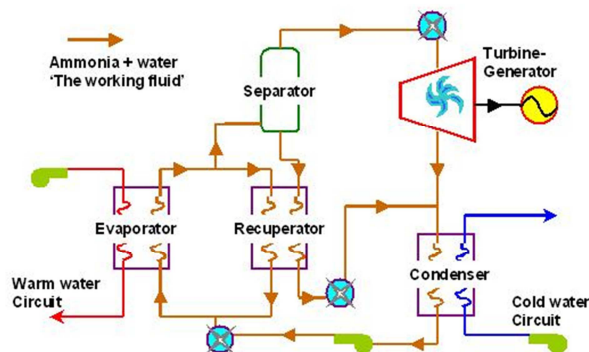 Ammonia + water
'The working fluid'
Separator
Turbine-
Generator
Evaporator
Recuperator
Condenser
Warm water
Circuit
Cold water
Circuit